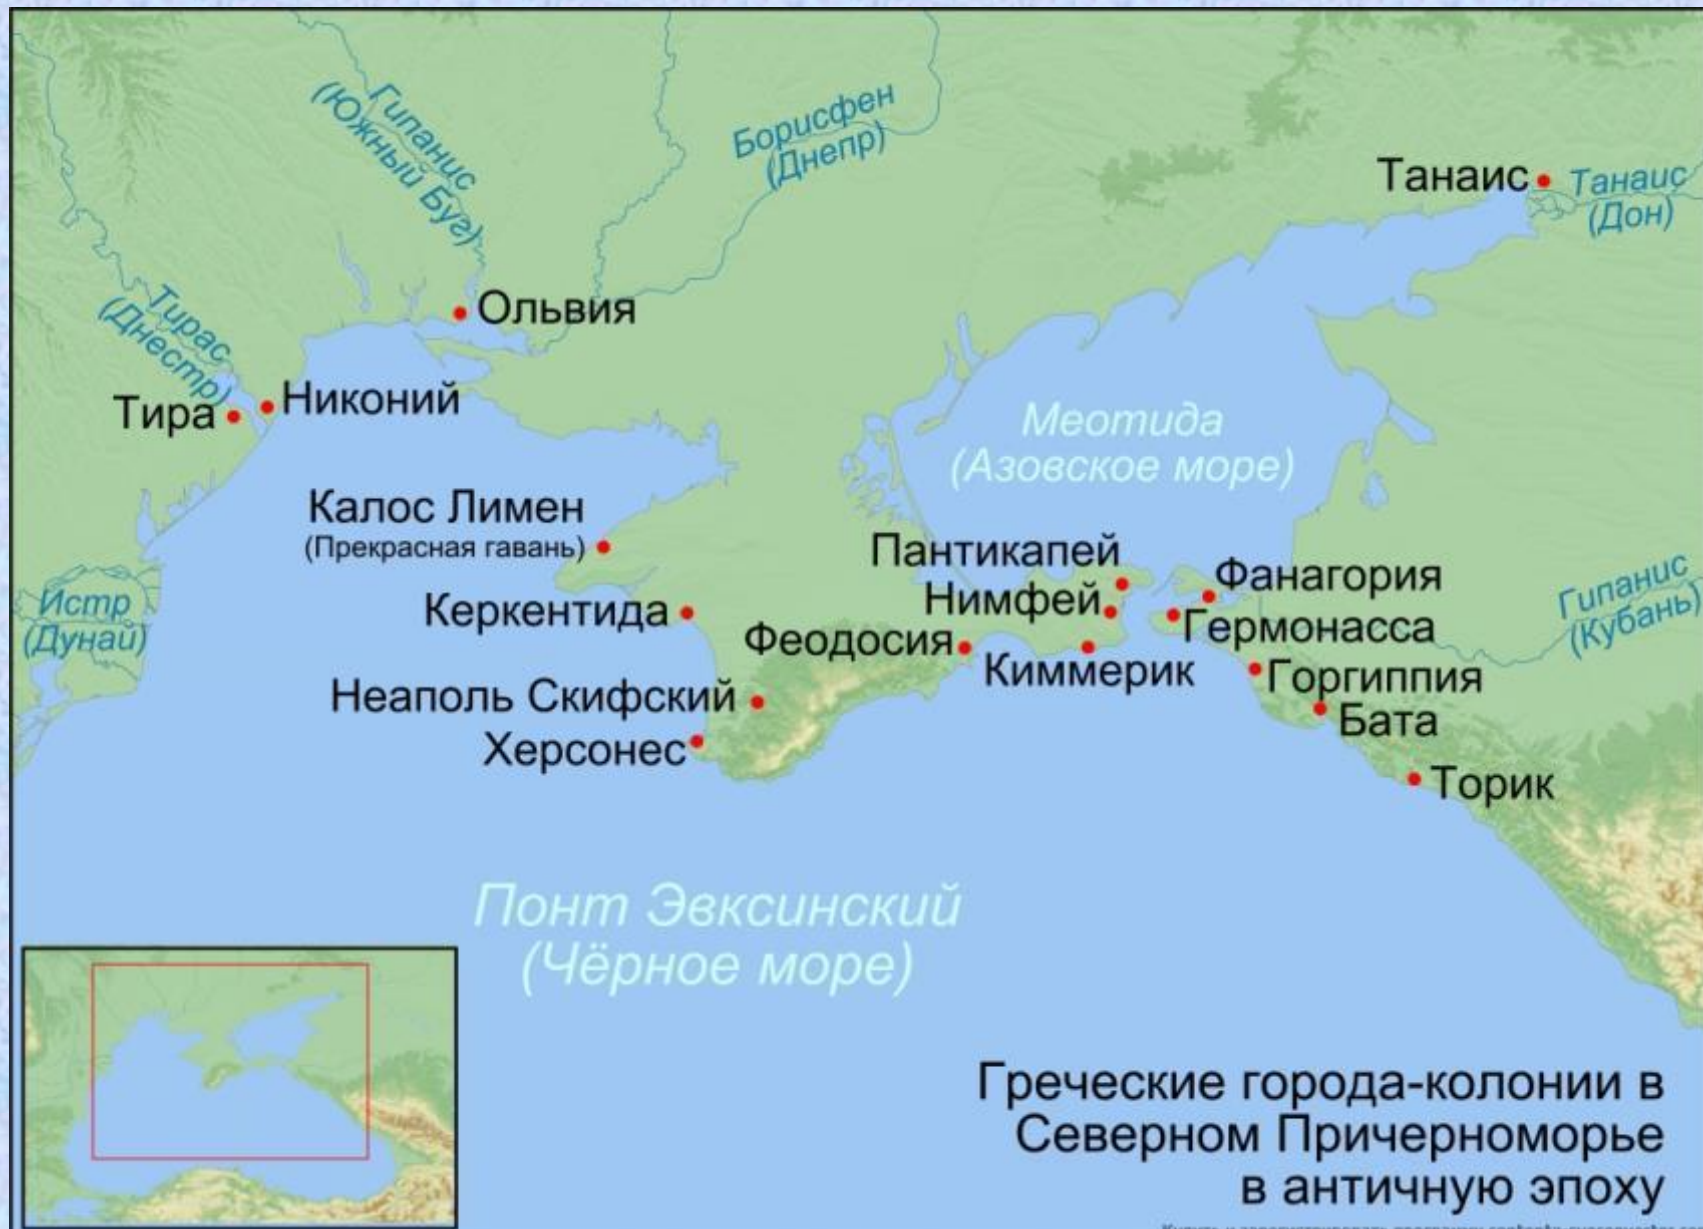 Гипанис
(Южный Буг)
Борисфен
(Днепр)
Танаис
Танаис
(Дон)
Ольвия
Тирас
(Днестр)
Тира
Никоний
Меотида
(Азовское море)
Калос Лимен
(Прекрасная гавань)
Пантикапей
Фанагория
Нимфей
Гипанис
(Кубань)
Истр
(Дунай)
Керкентида
Гермонасса
Феодосия
Киммерик
Горгиппия
Неаполь Скифский
Бата
Херсонес
Торик
Понт Эвксинский
(Чёрное море)
Греческие города-колонии в
Северном Причерноморье
в античную эпоху